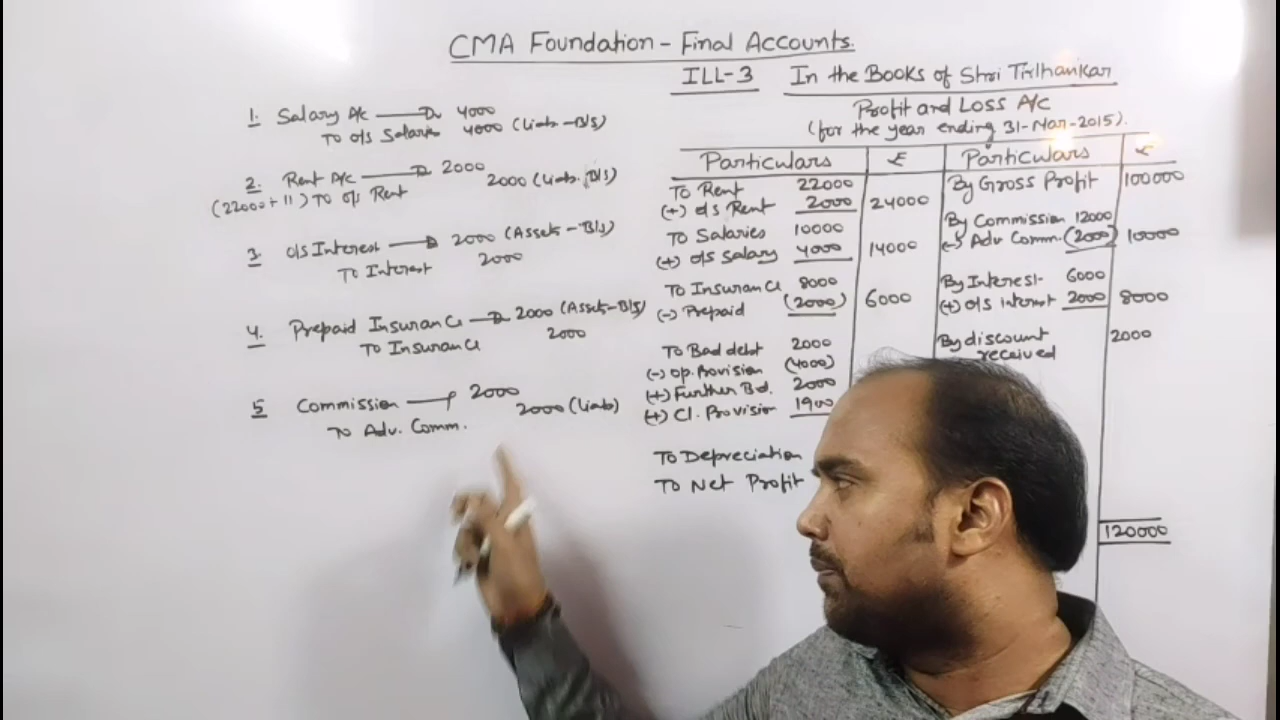 CMA Foundation - Final Accounts.
ILL-3 In the Books of Shri Tirthankar
Profit and Loss A/c
(for the year ending 31-Mar-2015).
1. Salary A/c → D 4000
To o/s Salaries 4000 (Liab-B/S)
2. Rent A/c → D 2000
(22000 + 11) To o/s Rent 2000 (Liab. B/S)
3. o/s Interest → D 2000 (Assets-B/S)
To Interest 2000
4. Prepaid Insurance → D 2000 (Assets-B/S)
To Insurance 2000
5 Commission 2000
To Adv. Comm. 2000 (Liab)
Particulars ₹ Particulars ₹
To Rent 22000
(+) o/s Rent 2000 24000
To Salaries 10000
(+) o/s Salary 4000 14000
To Insurance 8000
(-) Prepaid (2000) 6000
To Bad debt 2000
(-) Op. Provision (4000)
(+) Further Bd. 2000
(+) Cl. Provision 1900
To Depreciation
To Net Profit
By Gross Profit 100000
By Commission 12000
(-) Adv Comm. (2000) 10000
By Interest 6000
(+) o/s interest 2000 8000
By discount 2000
received
120000